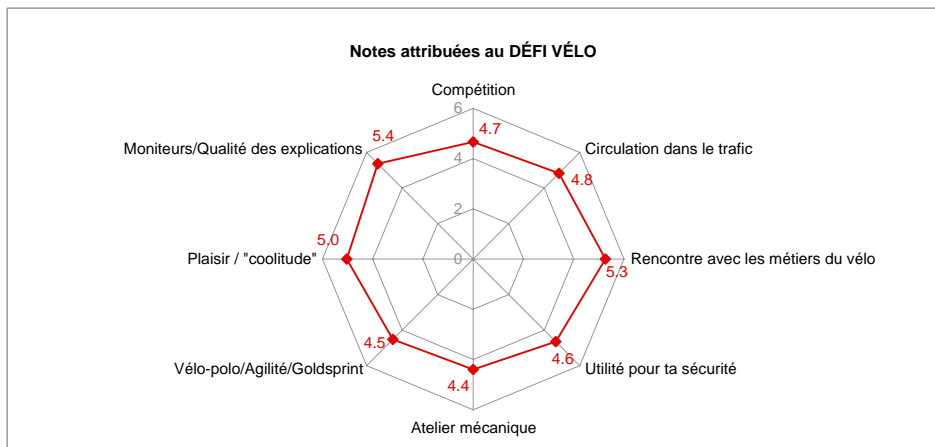 Notes attribuées au DÉFI VÉLO
Compétition
6
4.7
5.4
Moniteurs/Qualité des explications
Circulation dans le trafic
4
4.8
2
5.0
Plaisir / "coolitude"
0
Rencontre avec les métiers du vélo
5.3
4.5
4.6
Vélo-polo/Agilité/Goldsprint
Utilité pour ta sécurité
4.4
Atelier mécanique